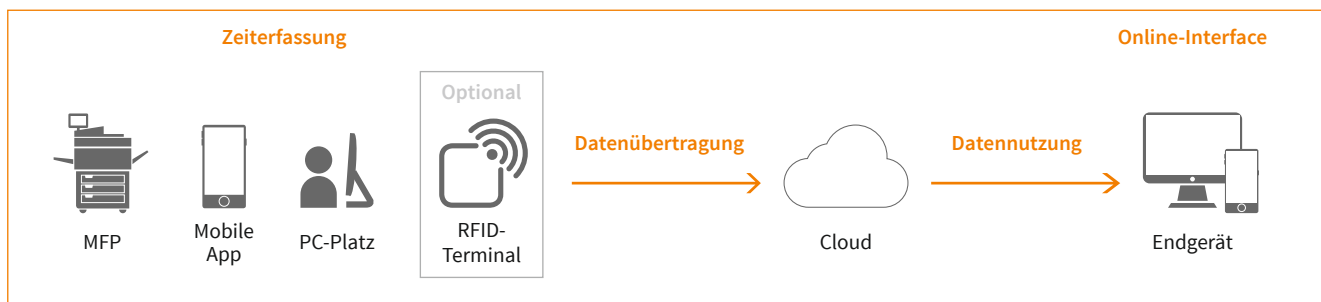 Zeiterfassung
Online-Interface
Optional
Datenübertragung
Datennutzung
MFP
Mobile
App
PC-Platz
RFID-
Terminal
Cloud
Endgerät